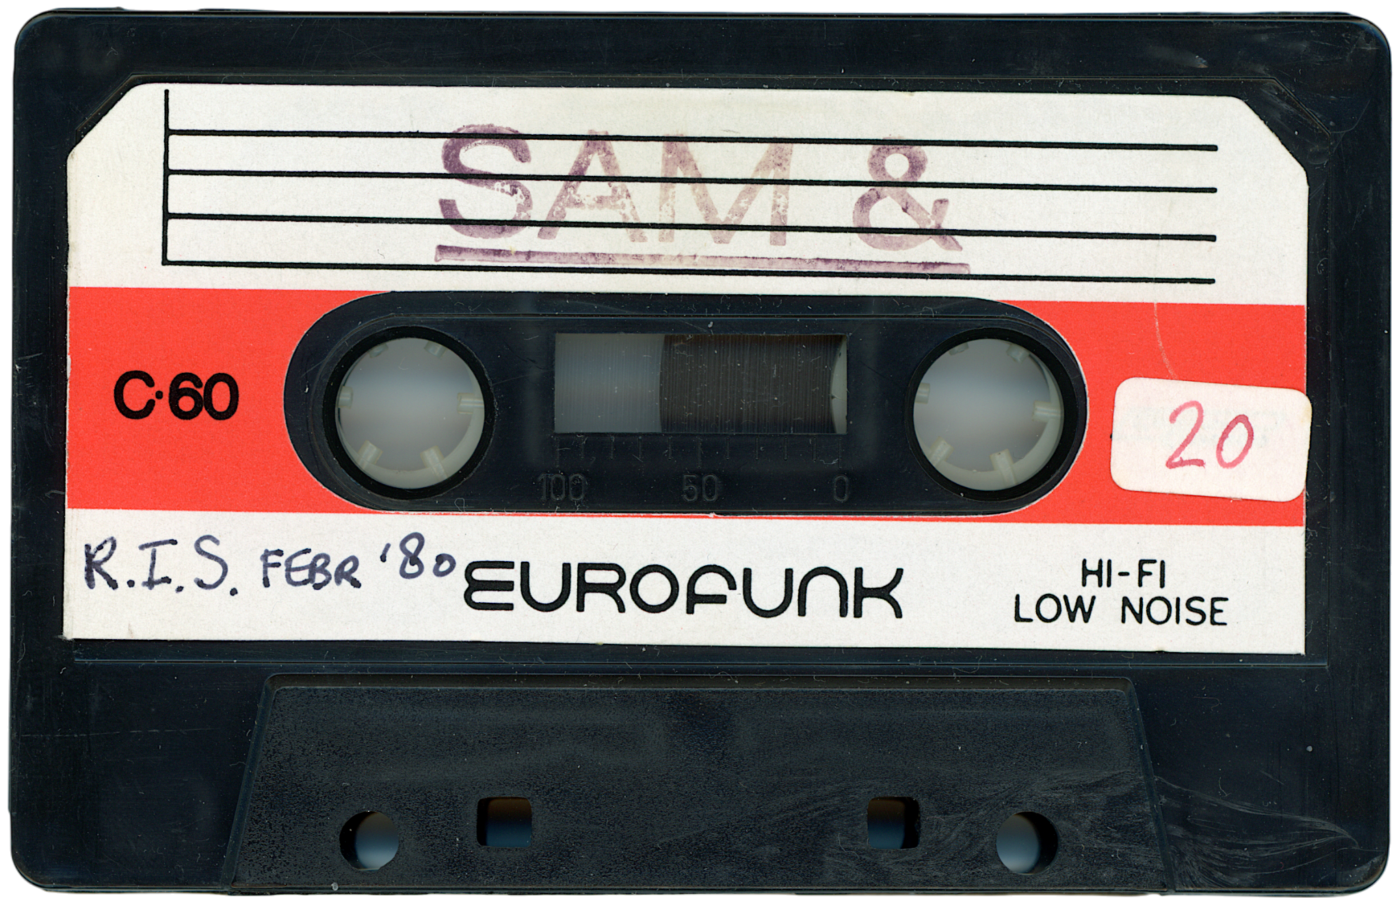 SAM &
C·60
20
100 50 0
R.I.S. FEBR '80
EUROFUNK
HI-FI
LOW NOISE